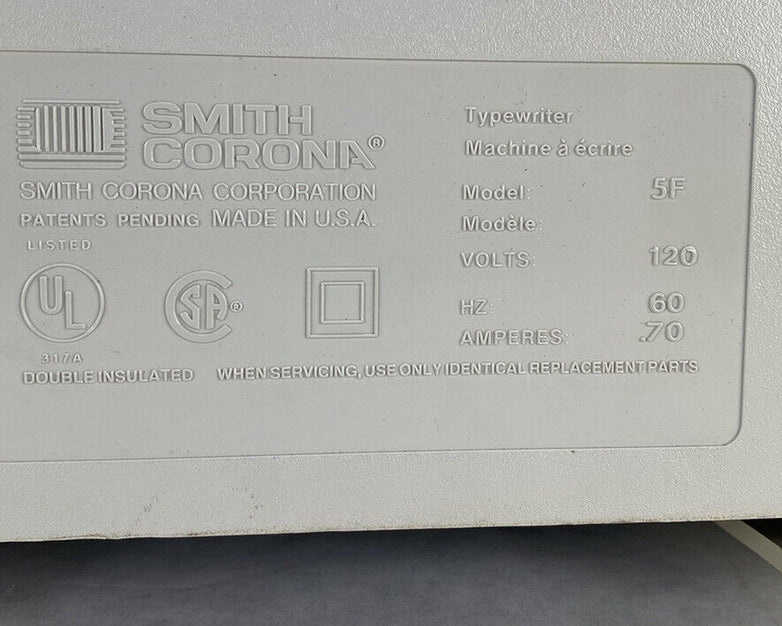 SMITH
CORONA®
SMITH CORONA CORPORATION
PATENTS PENDING MADE IN U.S.A.
LISTED
UL
SA ®
317A
DOUBLE INSULATED WHEN SERVICING, USE ONLY IDENTICAL REPLACEMENT PARTS
Typewriter
Machine à écrire
Model: 5F
Modèle:
VOLTS: 120
HZ: 60
AMPERES: .70